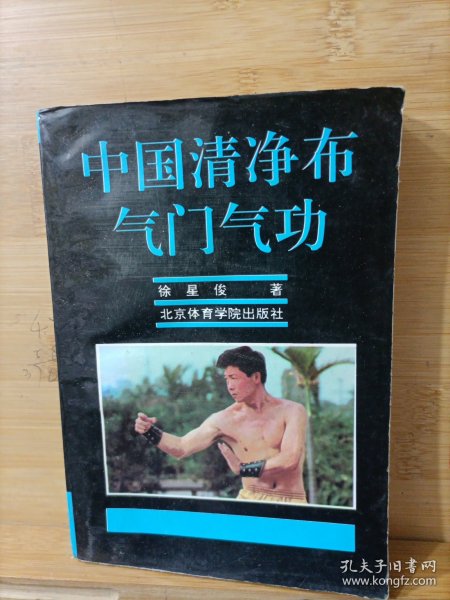 中国清净布
气门气功
徐星俊 著
北京体育学院出版社
孔夫子旧书网
www.kongfz.com